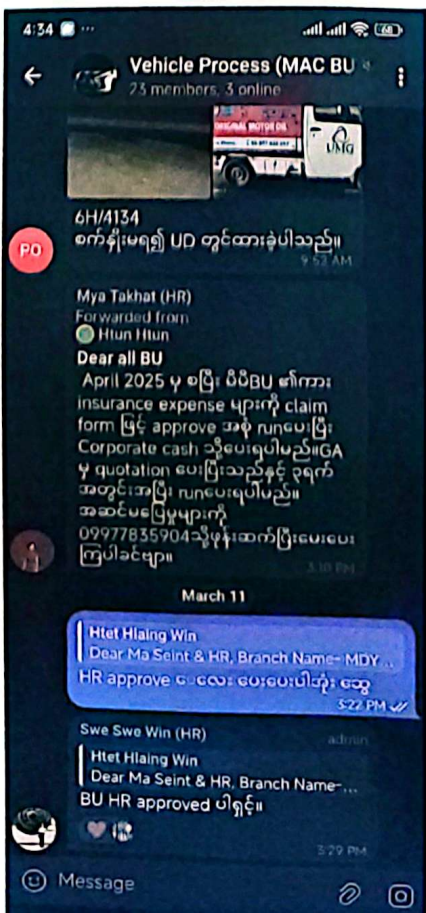 4:34
68
Vehicle Process (MAC BU
23 members, 3 online
ORIGINAL MOTOR OIL
UMG
6H/4134
စက်နှိုးမရ၍ UD တွင်ထားခဲ့ပါသည်။
9:52 AM
PO
Mya Takhat (HR)
Forwarded from
Htun Htun
Dear all BU
April 2025 မှ စပြီး မိမိBU ၏ကား
insurance expense များကို claim
form ဖြင့် approve အစုံ runပေးပြီး
Corporate cash သို့ပေးရပါမည်။GA
မှ quotation ပေးပြီးသည်နှင့် ၃ရက်
အတွင်းအပြီး runပေးရပါမည်။
အဆင်မပြေမှုများကို
09977835904သို့ဖုန်းဆက်ပြီးမေးပေး
ကြပါခင်ဗျာ။
3:10 PM
March 11
Htet Hlaing Win
Dear Ma Seint & HR, Branch Name- MDY ...
HR approve လေး ပေးပေးပါအုံး ဆွေ
3:22 PM
Swe Swe Win (HR)
admin
Htet Hlaing Win
Dear Ma Seint & HR, Branch Name-...
BU HR approved ပါရှင့်။
3:29 PM
Message